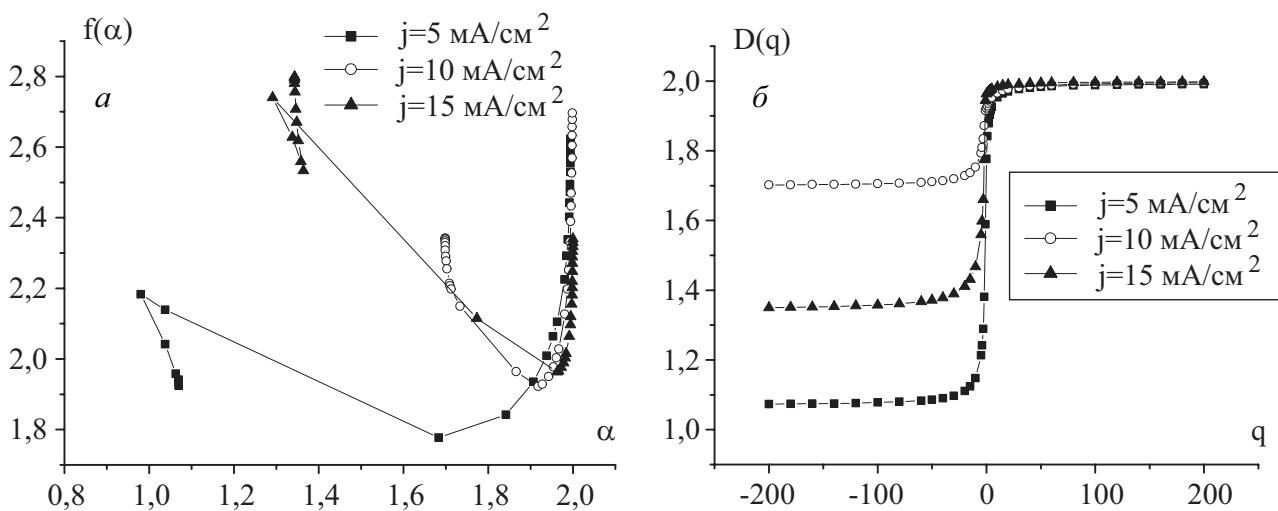 f(α)
j=5 мА/см²
j=10 мА/см²
j=15 мА/см²
а
2,8
2,6
2,4
2,2
2,0
1,8
α
0,8 1,0 1,2 1,4 1,6 1,8 2,0
D(q)
б
2,0
1,8
1,6
1,4
1,2
1,0
j=5 мА/см²
j=10 мА/см²
j=15 мА/см²
q
-200 -100 0 100 200